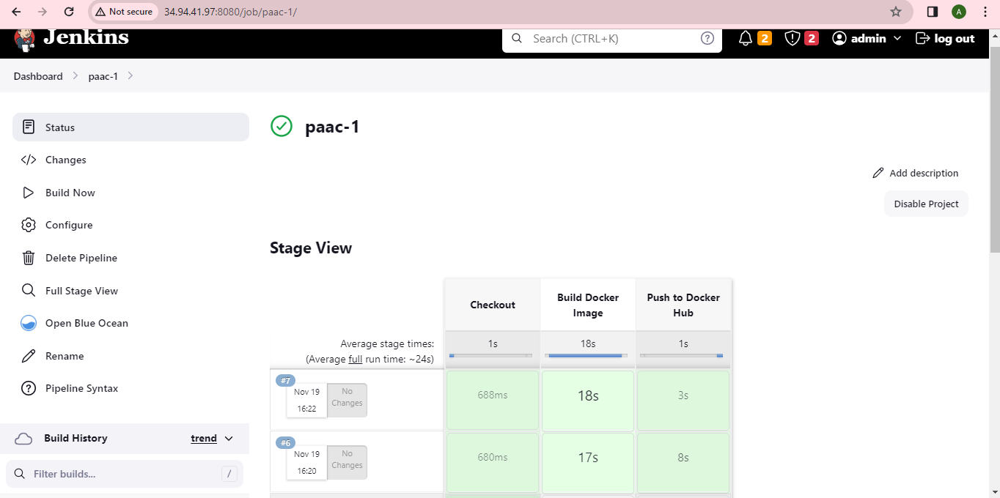 Not secure 34.94.41.97:8080/job/paac-1/ A
Jenkins Search (CTRL+K) ? 2 2 admin log out
Dashboard paac-1
Status
Changes
Build Now
Configure
Delete Pipeline
Full Stage View
Open Blue Ocean
Rename
Pipeline Syntax
Build History trend
Filter builds... /
paac-1
Add description
Disable Project
Stage View
Checkout
Build Docker
Image
Push to Docker
Hub
Average stage times: 1s 18s 1s
(Average full run time: ~24s)
#7
Nov 19
16:22
No
Changes
688ms 18s 3s
#6
Nov 19
16:20
No
Changes
680ms 17s 8s